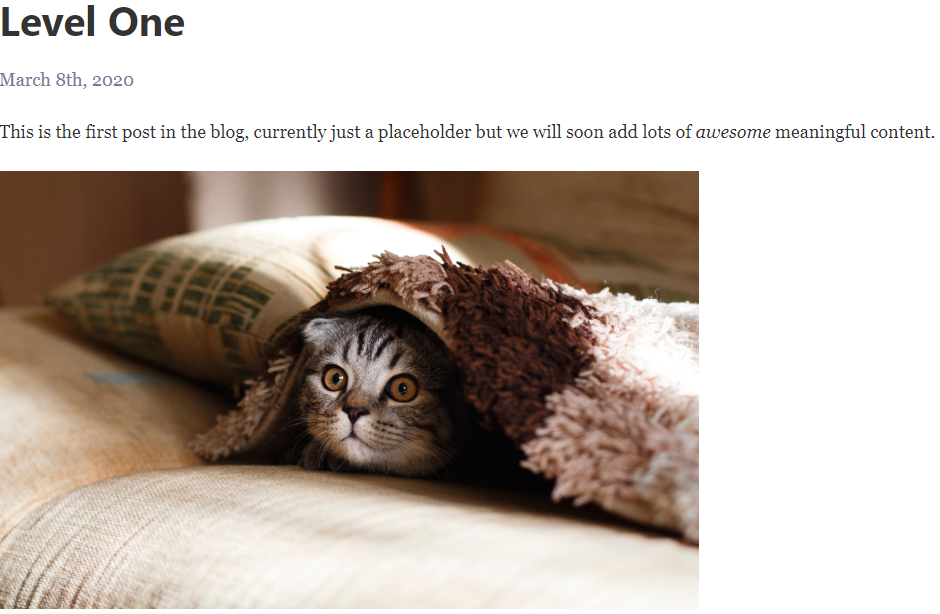 Level One
March 8th, 2020
This is the first post in the blog, currently just a placeholder but we will soon add lots of awesome meaningful content.